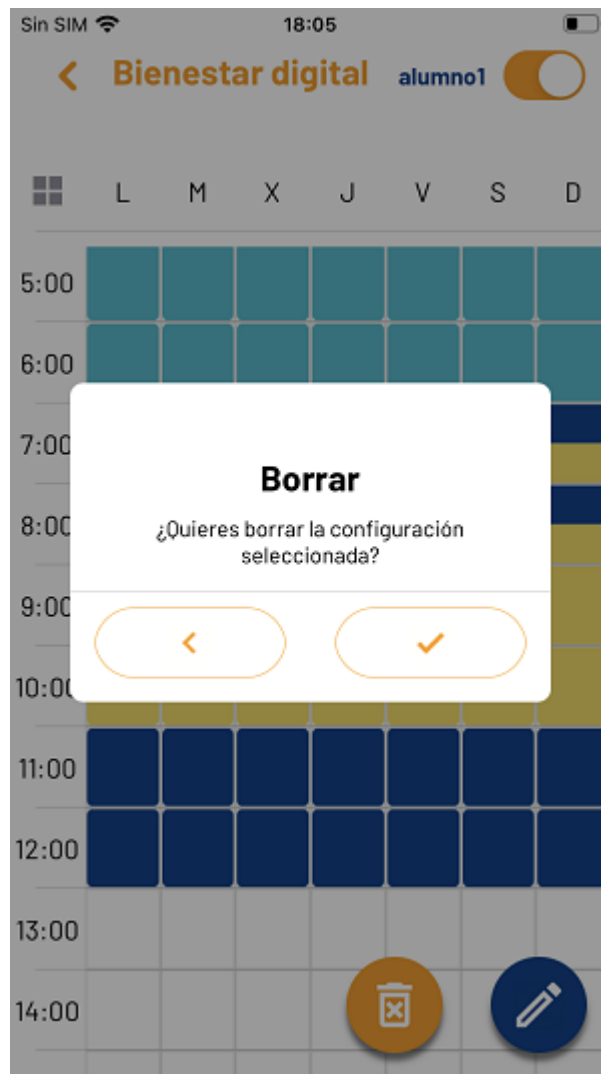 Sin SIM 18:05
Bienestar digital alumno1
L M X J V S D
5:00
6:00
7:00
8:00
9:00
10:00
11:00
12:00
13:00
14:00
Borrar
¿Quieres borrar la configuración
seleccionada?